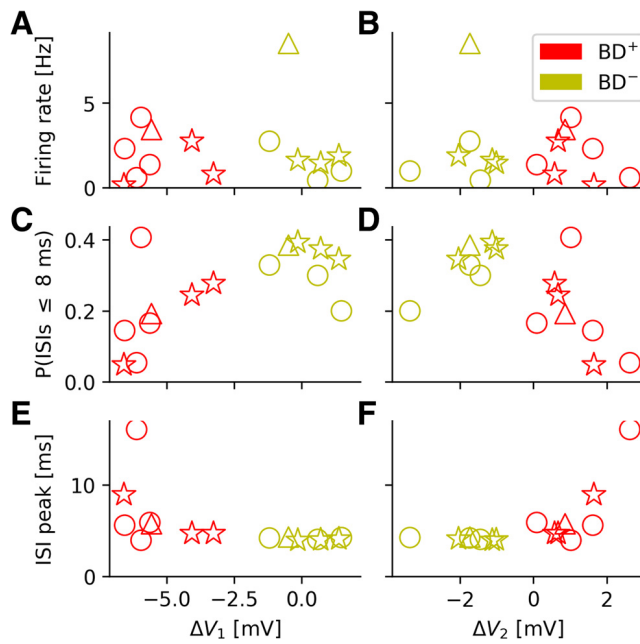 A
B
Firing rate [Hz]
5
0
BD⁺
BD⁻
C
D
P(ISIs ≤ 8 ms)
0.4
0.2
0.0
E
F
ISI peak [ms]
10
0
−5.0 −2.5 0.0
−2 0 2
ΔV₁ [mV]
ΔV₂ [mV]